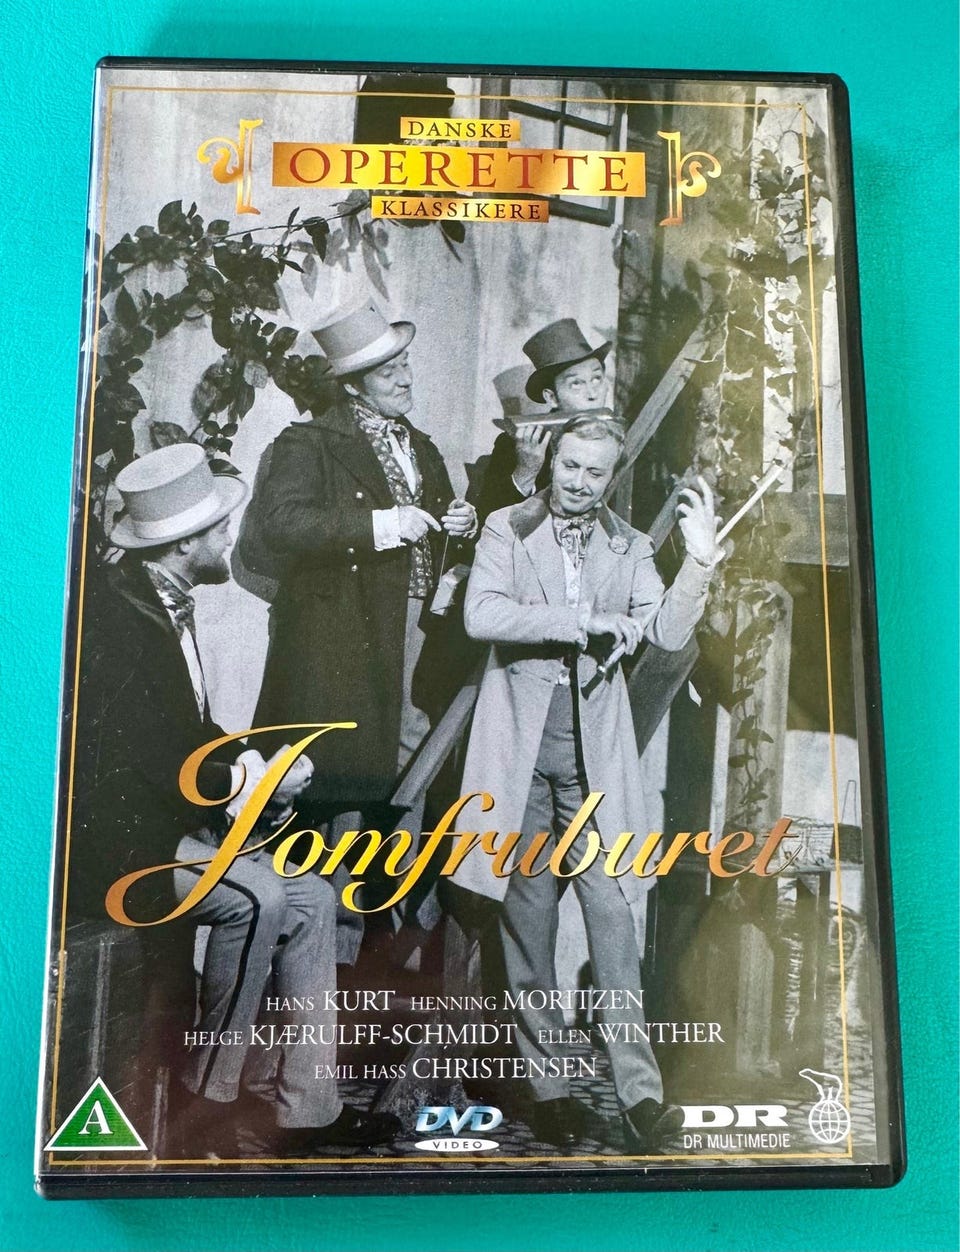 DANSKE
OPERETTE
KLASSIKERE
Jomfruburet
HANS KURT HENNING MORITZEN
HELGE KJÆRULFF-SCHMIDT ELLEN WINTHER
EMIL HASS CHRISTENSEN
A
DVD
VIDEO
DR
DR MULTIMEDIE